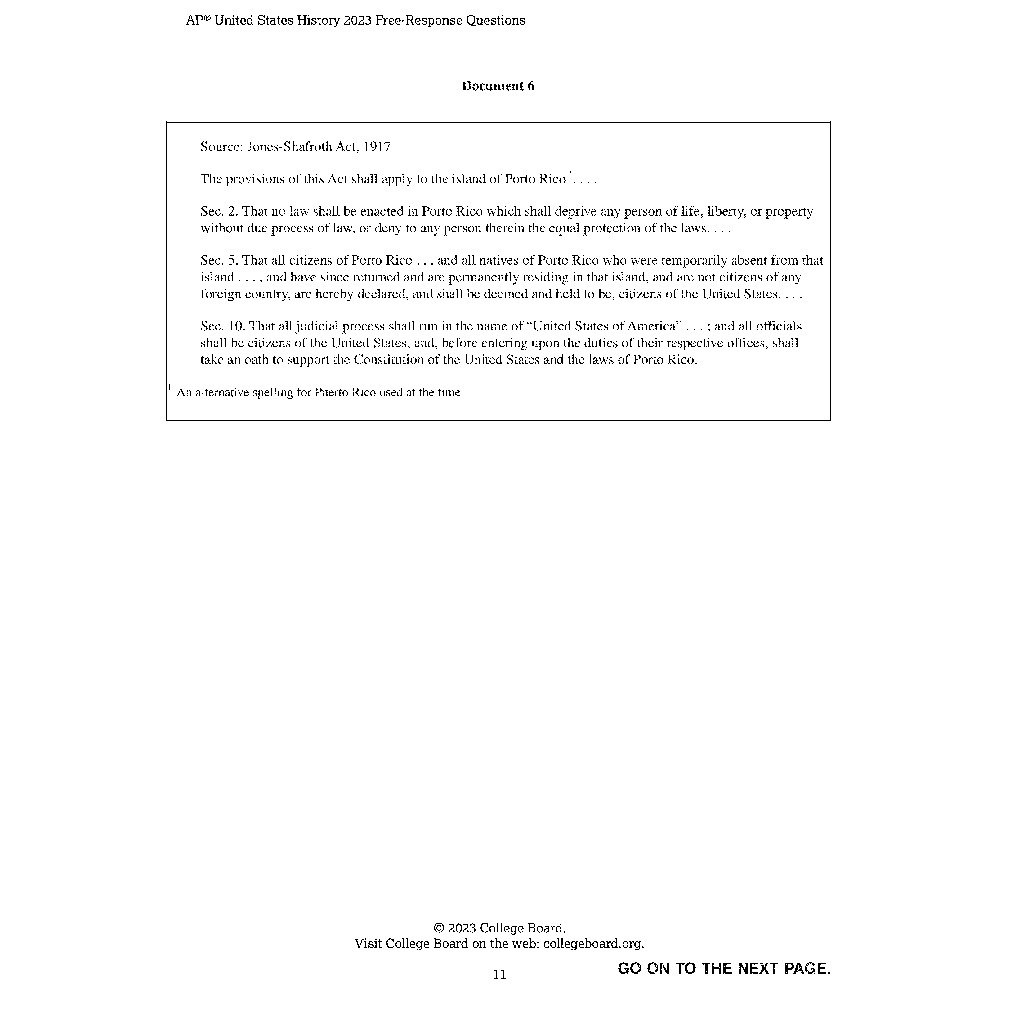 AP® United States History 2023 Free-Response Questions
Document 6
Source: Jones-Shafroth Act, 1917
The provisions of this Act shall apply to the island of Porto Rico¹. . . .
Sec. 2. That no law shall be enacted in Porto Rico which shall deprive any person of life, liberty, or property
without due process of law, or deny to any person therein the equal protection of the laws. . . .
Sec. 5. That all citizens of Porto Rico . . . and all natives of Porto Rico who were temporarily absent from that
island . . . , and have since returned and are permanently residing in that island, and are not citizens of any
foreign country, are hereby declared, and shall be deemed and held to be, citizens of the United States. . . .
Sec. 10. That all judicial process shall run in the name of “United States of America” . . . ; and all officials
shall be citizens of the United States, and, before entering upon the duties of their respective offices, shall
take an oath to support the Constitution of the United States and the laws of Porto Rico.
¹ An alternative spelling for Puerto Rico used at the time
© 2023 College Board.
Visit College Board on the web: collegeboard.org.
11
GO ON TO THE NEXT PAGE.